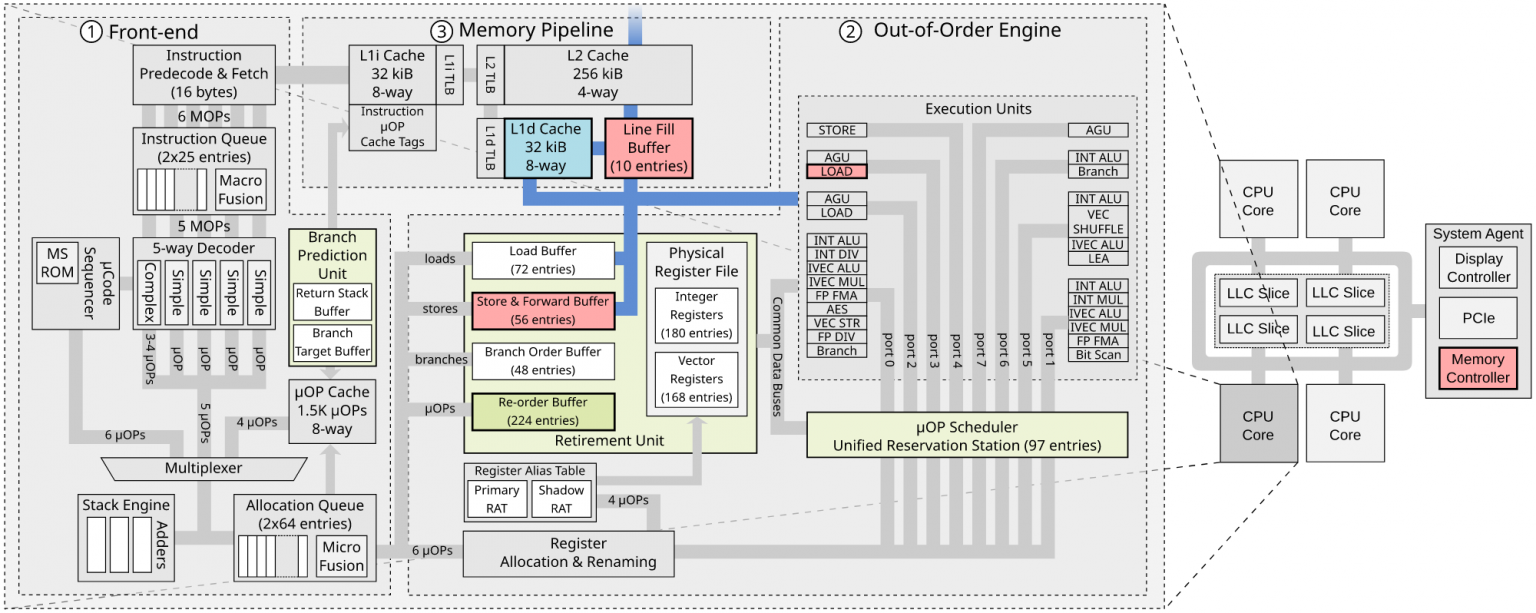 ① Front-end
Instruction
Predecode & Fetch
(16 bytes)
6 MOPs
Instruction Queue
(2x25 entries)
Macro
Fusion
5 MOPs
5-way Decoder
Complex
Simple
Simple
Simple
Simple
MS
ROM
µCode
Sequencer
3-4 µOPs
µOP
µOP
µOP
µOP
Branch
Prediction
Unit
Return Stack
Buffer
Branch
Target Buffer
µOP Cache
1.5K µOPs
8-way
6 µOPs
5 µOPs
4 µOPs
Multiplexer
Stack Engine
Adders
Allocation Queue
(2x64 entries)
Micro
Fusion
③ Memory Pipeline
L1i Cache
32 kiB
8-way
Instruction
µOP
Cache Tags
L1i TLB
L2 TLB
L2 Cache
256 kiB
4-way
L1d TLB
L1d Cache
32 kiB
8-way
Line Fill
Buffer
(10 entries)
② Out-of-Order Engine
loads
Load Buffer
(72 entries)
stores
Store & Forward Buffer
(56 entries)
branches
Branch Order Buffer
(48 entries)
µOPs
Re-order Buffer
(224 entries)
Retirement Unit
Physical
Register File
Integer
Registers
(180 entries)
Vector
Registers
(168 entries)
Register Alias Table
Primary
RAT
Shadow
RAT
4 µOPs
6 µOPs
Register
Allocation & Renaming
Common Data Buses
Execution Units
STORE
AGU
LOAD
AGU
LOAD
INT ALU
INT DIV
IVEC ALU
IVEC MUL
FP FMA
AES
VEC STR
FP DIV
Branch
port 0
port 2
port 3
port 4
port 7
port 6
port 5
port 1
AGU
INT ALU
Branch
INT ALU
VEC
SHUFFLE
IVEC ALU
LEA
INT ALU
INT MUL
IVEC ALU
IVEC MUL
FP FMA
Bit Scan
µOP Scheduler
Unified Reservation Station (97 entries)
CPU
Core
CPU
Core
LLC Slice
LLC Slice
LLC Slice
LLC Slice
CPU
Core
CPU
Core
System Agent
Display
Controller
PCIe
Memory
Controller